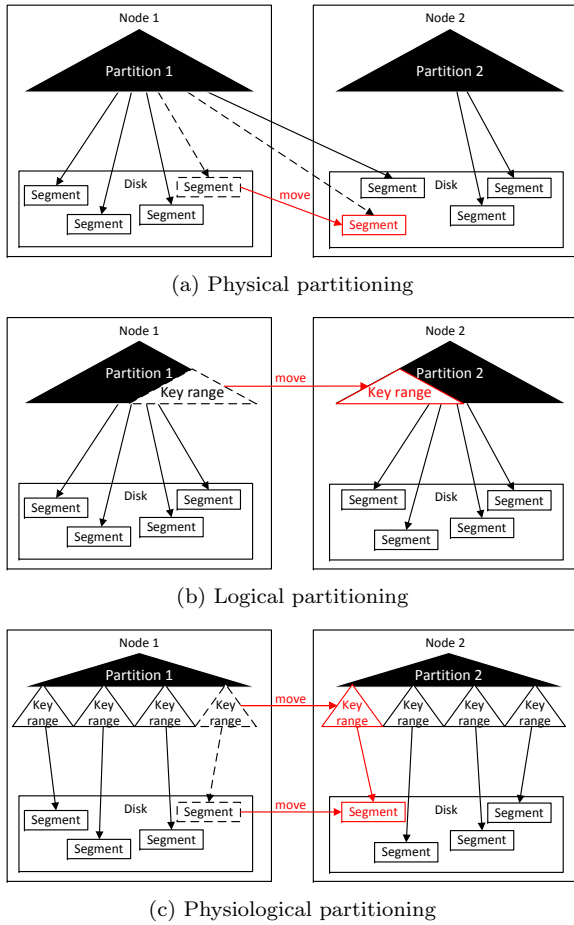 Node 1
Node 2
Partition 1
Partition 2
Disk
Segment
Segment
Segment
Segment
move
Disk
Segment
Segment
Segment
Segment
(a) Physical partitioning
Node 1
Node 2
Partition 1
Key range
move
Partition 2
Key range
Disk
Segment
Segment
Segment
Segment
Disk
Segment
Segment
Segment
Segment
(b) Logical partitioning
Node 1
Node 2
Partition 1
Partition 2
Key
range
Key
range
Key
range
Key
range
move
Key
range
Key
range
Key
range
Key
range
Disk
Segment
Segment
Segment
Segment
move
Disk
Segment
Segment
Segment
Segment
(c) Physiological partitioning